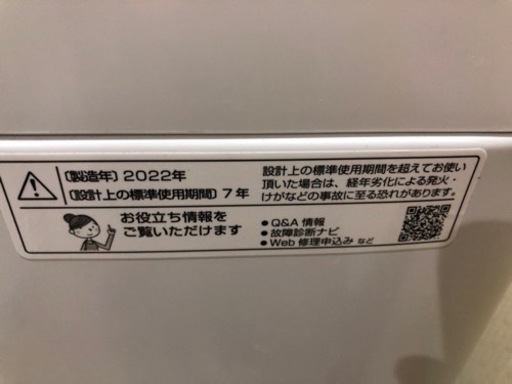 〔製造年〕2022年
〔設計上の標準使用期間〕7年
設計上の標準使用期間を超えてお使い
頂いた場合は、経年劣化による発火・
けがなどの事故に至る恐れがあります。
お役立ち情報を
ご覧いただけます
● Q&A 情報
● 故障診断ナビ
● Web 修理申込み など